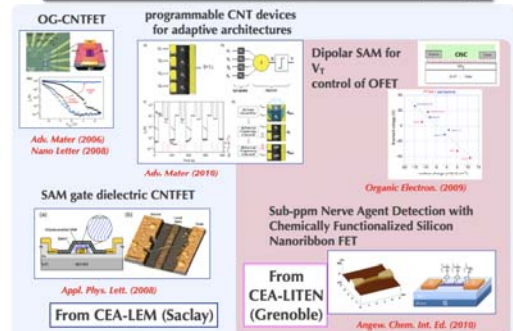 OG-CNTFET
programmable CNT devices
for adaptive architectures
Adv. Mater (2006)
Nano Letter (2008)
Adv. Mater (2010)
Dipolar SAM for
V_T
control of OFET
OSC
Organic Electron. (2009)
SAM gate dielectric CNTFET
(a)
(b)
Appl. Phys. Lett. (2008)
Sub-ppm Nerve Agent Detection with
Chemically Functionalized Silicon
Nanoribbon FET
From CEA-LEM (Saclay)
From
CEA-LITEN
(Grenoble)
Angew. Chem. Int. Ed. (2010)